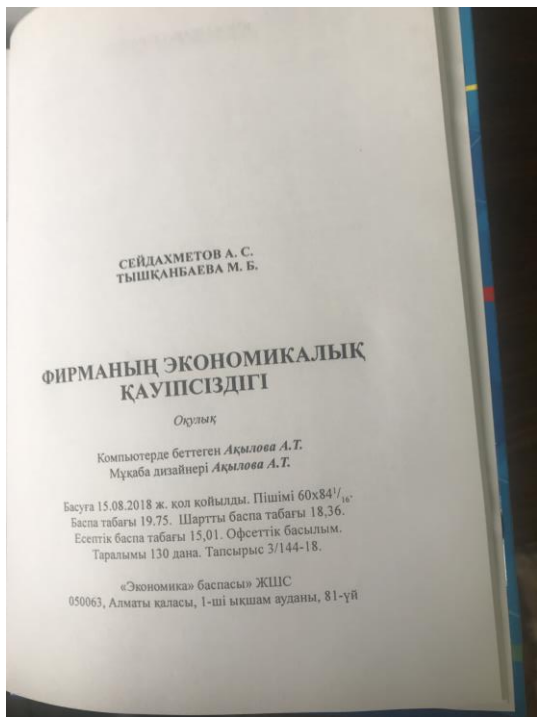 СЕЙДАХМЕТОВ А. С.
ТЫШҚАНБАЕВА М. Б.
ФИРМАНЫҢ ЭКОНОМИКАЛЫҚ
ҚАУІПСІЗДІГІ
Оқулық
Компьютерде беттеген Ақылова А.Т.
Мұқаба дизайнері Ақылова А.Т.
Басуға 15.08.2018 ж. қол қойылды. Пішімі 60х84¹/₁₆.
Баспа табағы 19.75. Шартты баспа табағы 18,36.
Есептік баспа табағы 15,01. Офсеттік басылым.
Таралымы 130 дана. Тапсырыс 3/144-18.
«Экономика» баспасы» ЖШС
050063, Алматы қаласы, 1-ші ықшам ауданы, 81-үй